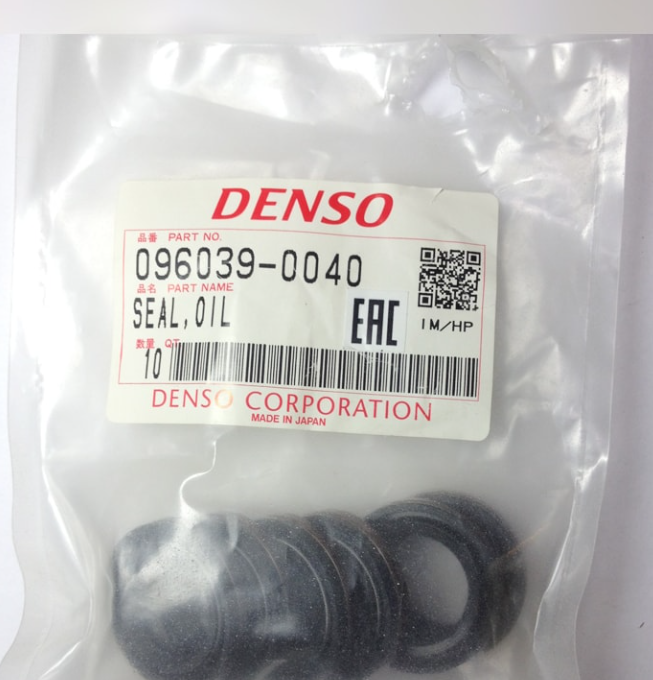 DENSO
品番 PART NO.
096039-0040
品名 PART NAME
SEAL,OIL
EAC
1M/HP
数量 QT
10
DENSO CORPORATION
MADE IN JAPAN